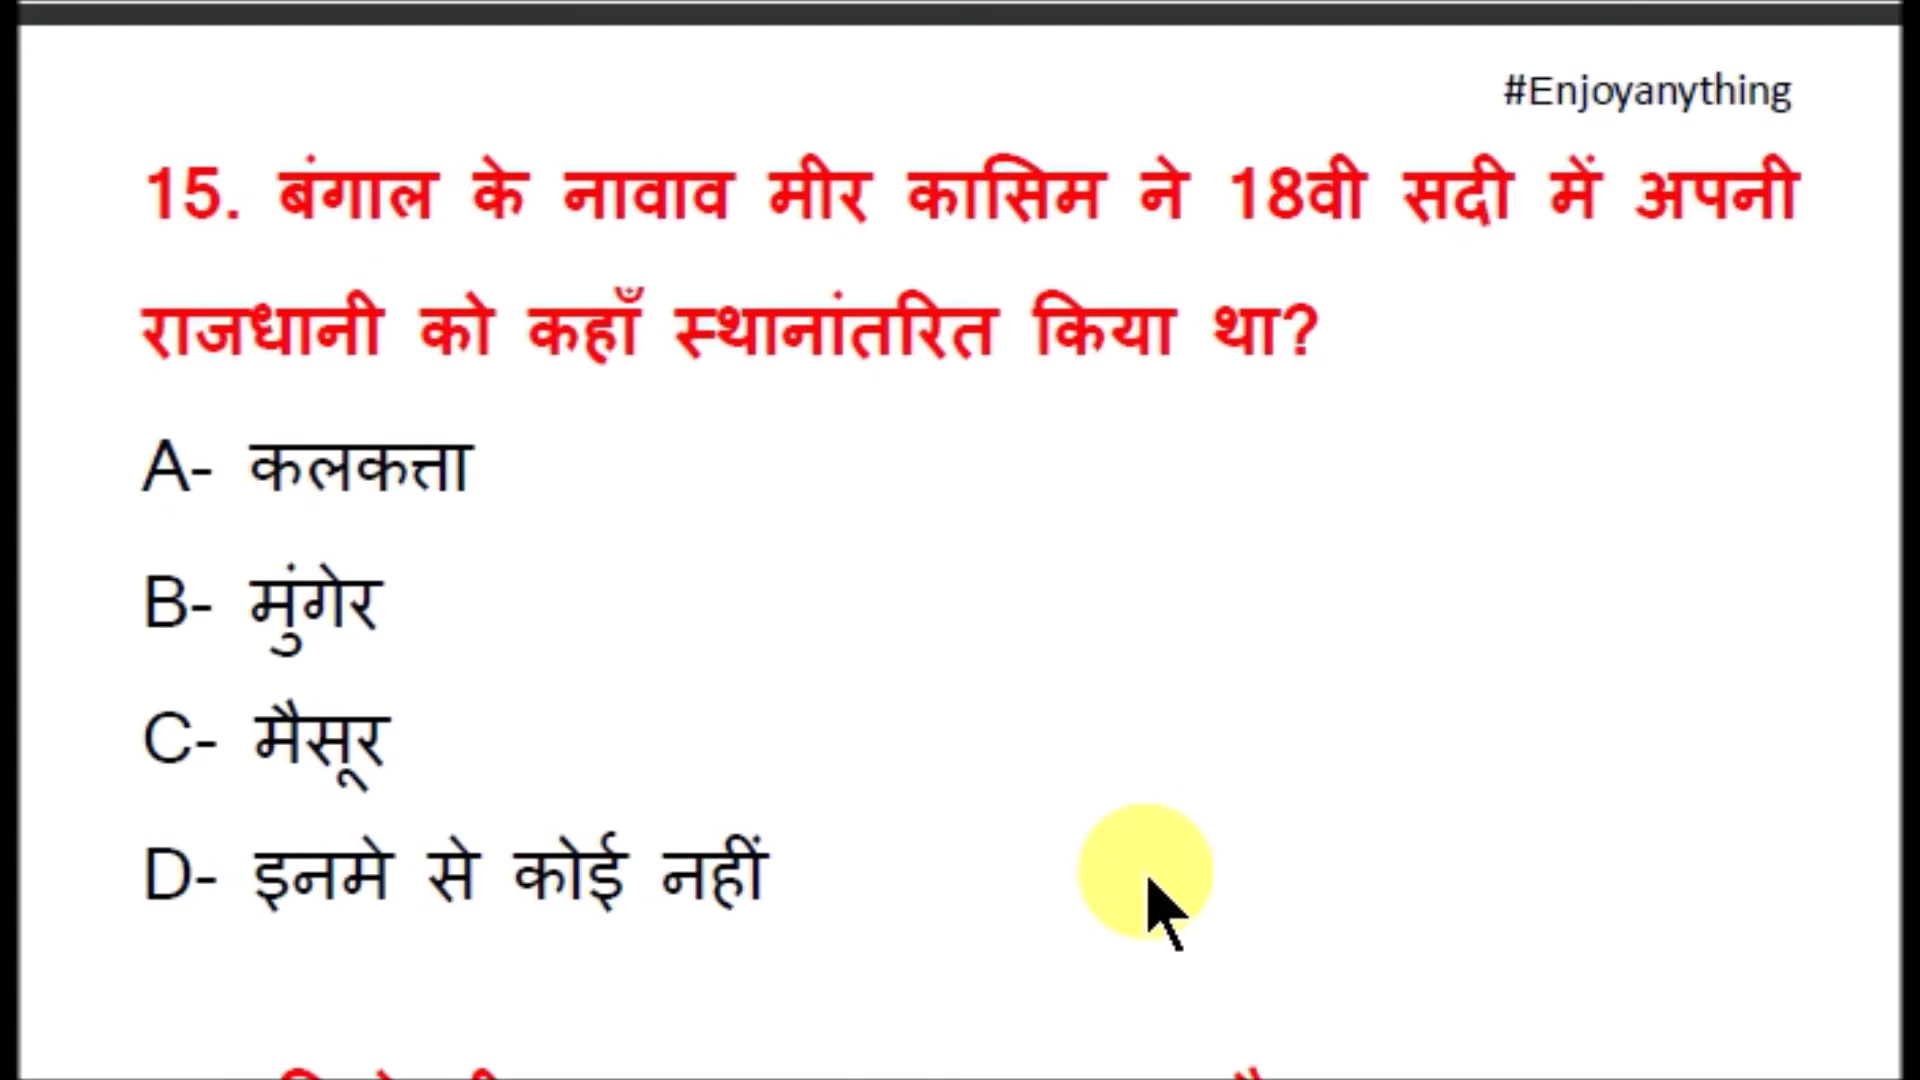 #Enjoyanything
15. बंगाल के नावाव मीर कासिम ने 18वी सदी में अपनी
राजधानी को कहाँ स्थानांतरित किया था?
A- कलकत्ता
B- मुंगेर
C- मैसूर
D- इनमे से कोई नहीं